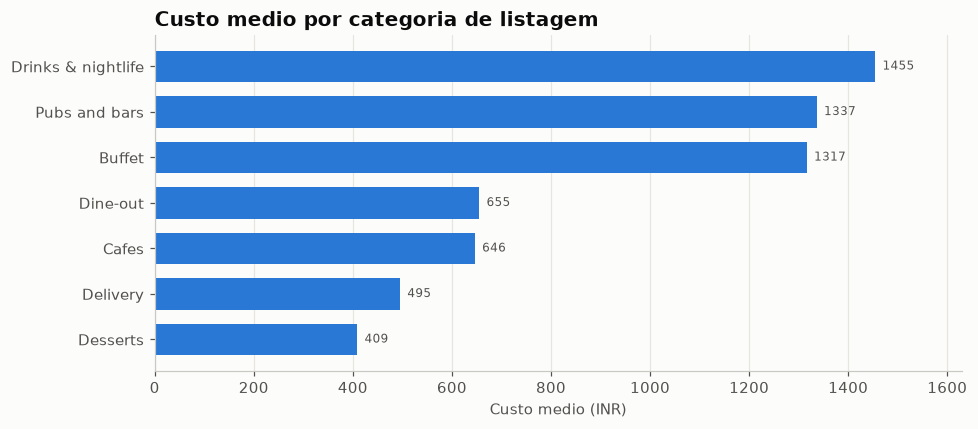 Custo medio por categoria de listagem
Drinks & nightlife 1455
Pubs and bars 1337
Buffet 1317
Dine-out 655
Cafes 646
Delivery 495
Desserts 409
0 200 400 600 800 1000 1200 1400 1600
Custo medio (INR)